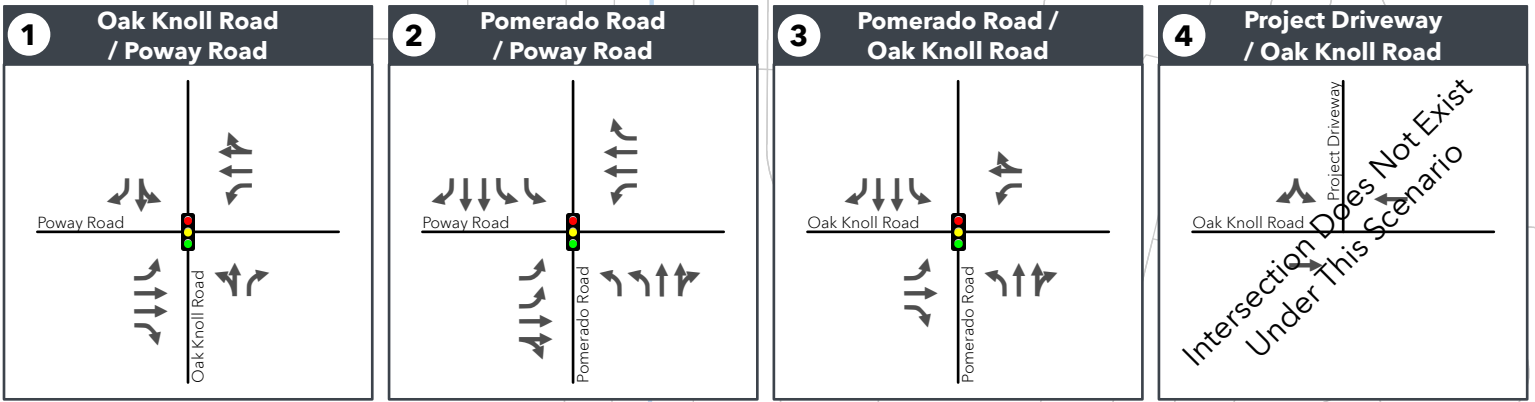 1
Oak Knoll Road
/ Poway Road
Poway Road
Oak Knoll Road
2
Pomerado Road
/ Poway Road
Poway Road
Pomerado Road
3
Pomerado Road /
Oak Knoll Road
Oak Knoll Road
Pomerado Road
4
Project Driveway
/ Oak Knoll Road
Project Driveway
Oak Knoll Road
Intersection Does Not Exist
Under This Scenario